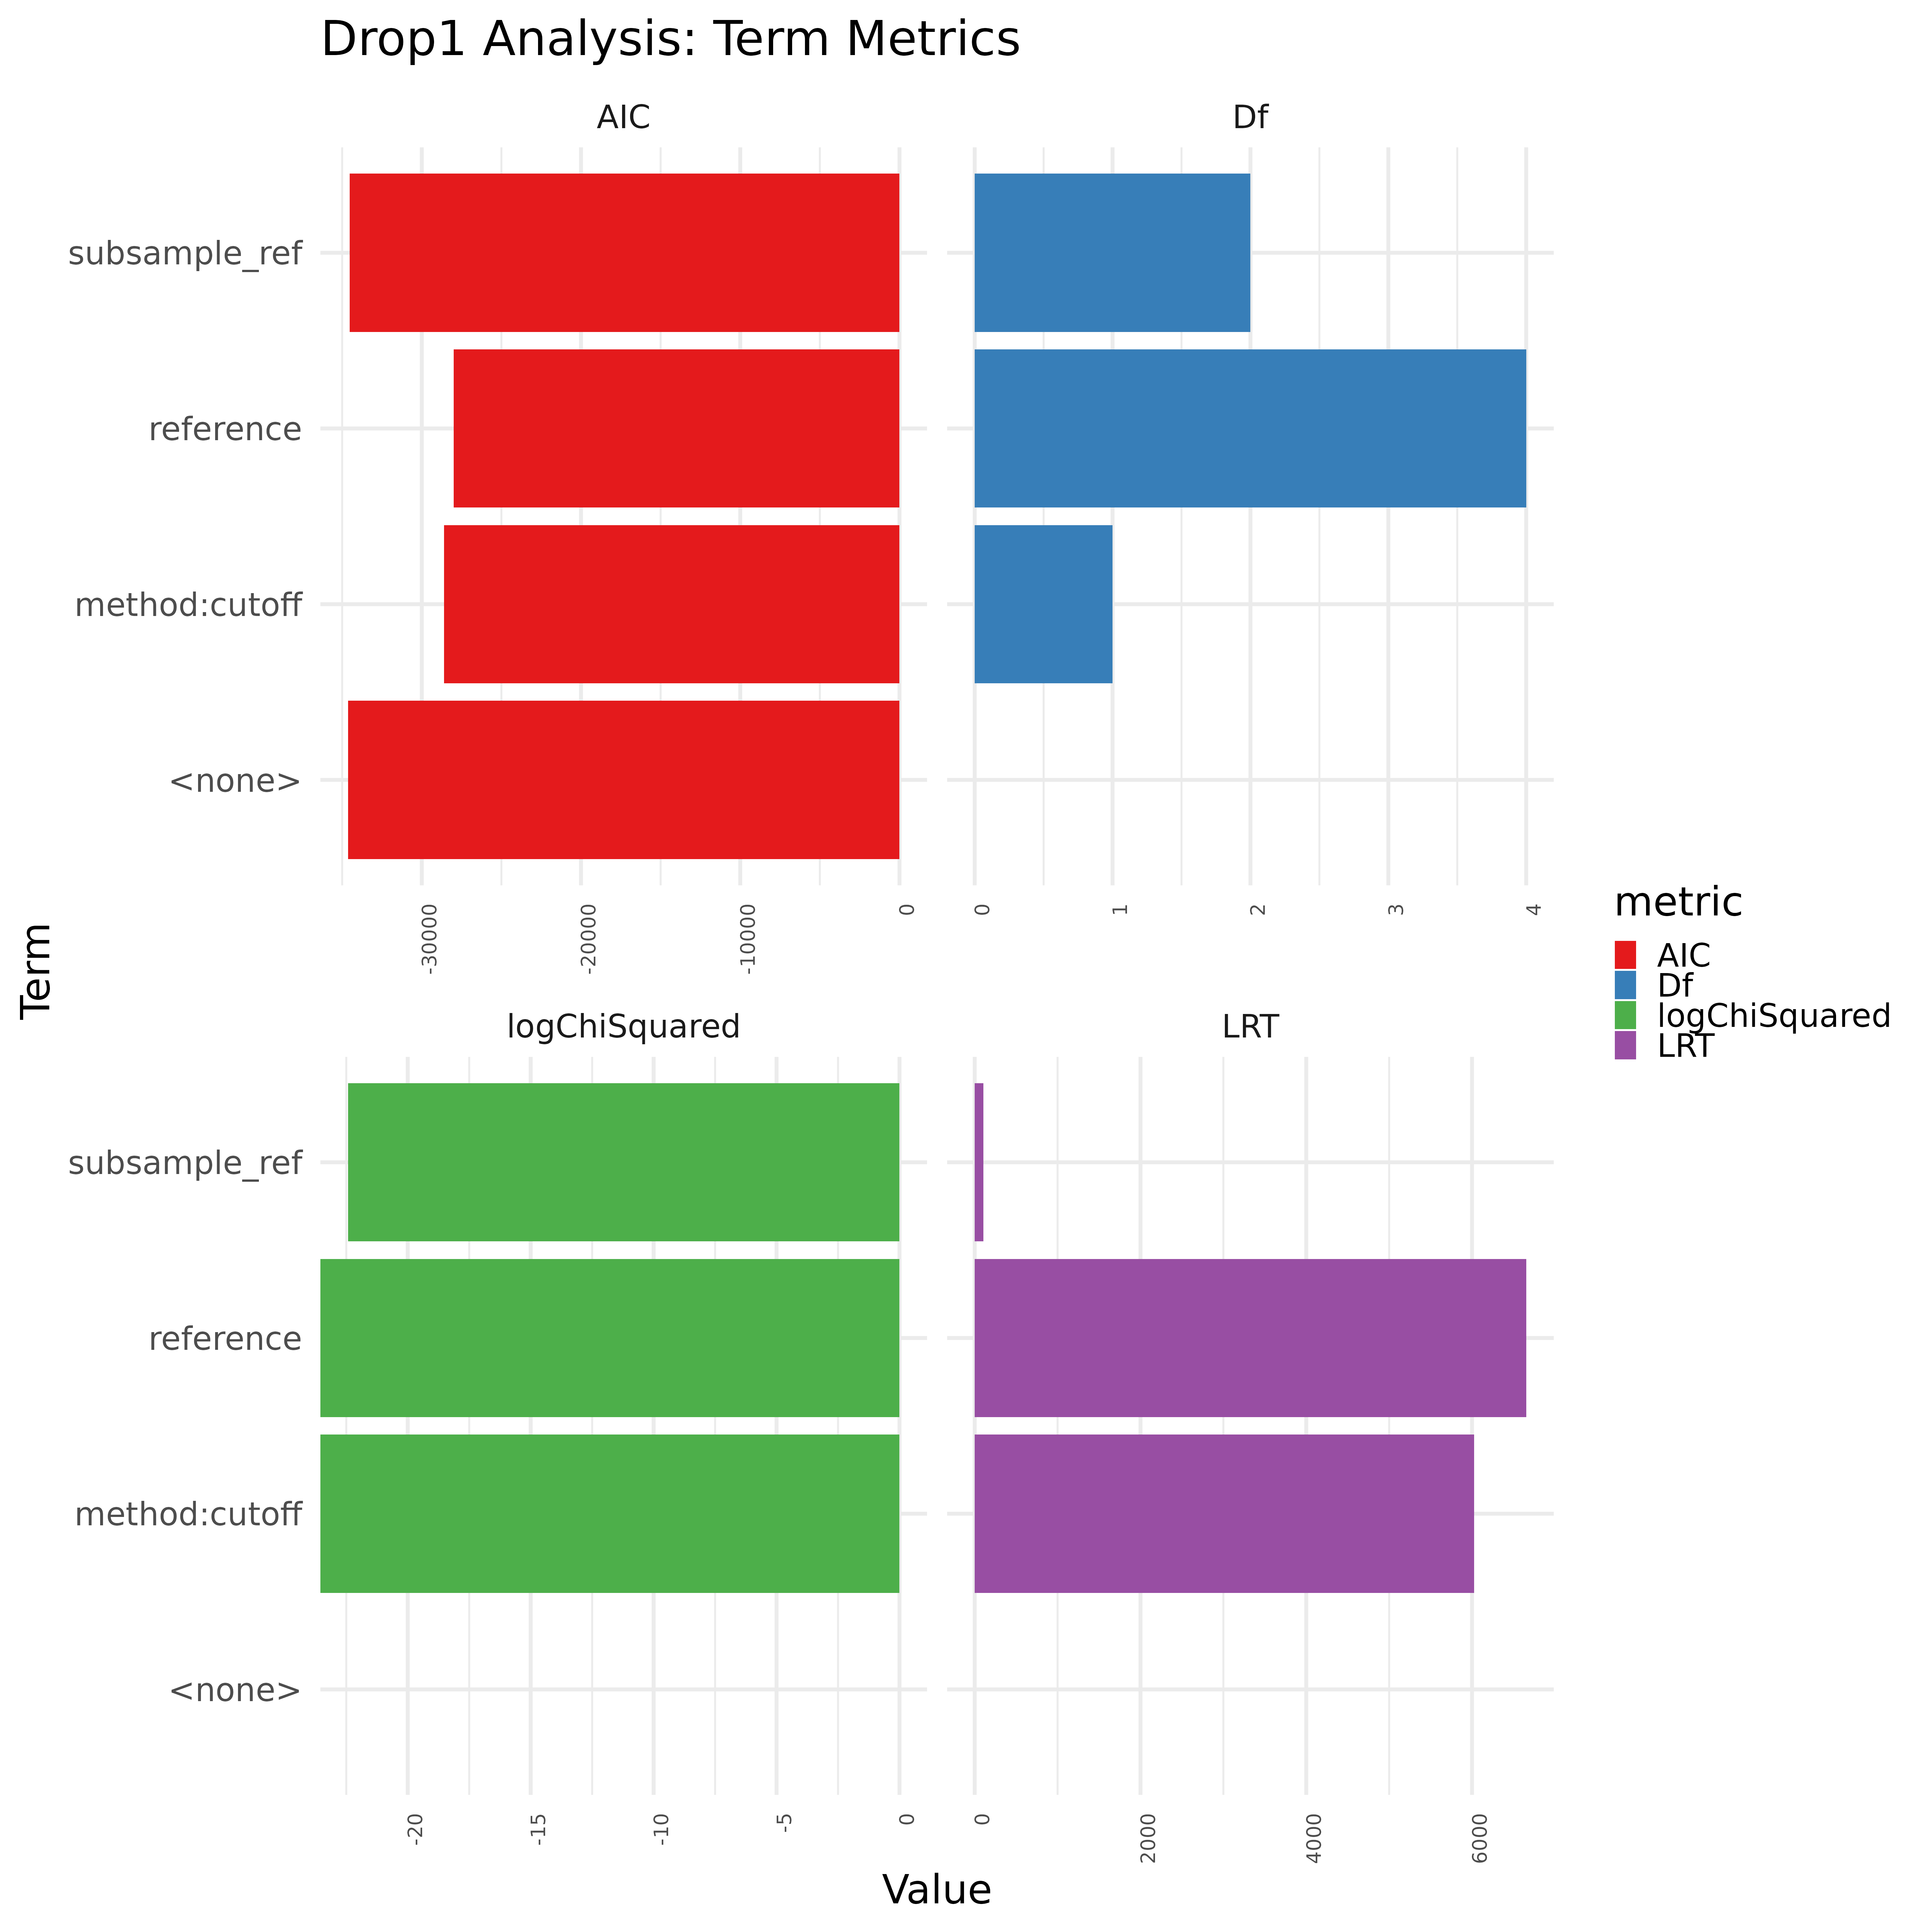 Drop1 Analysis: Term Metrics
AIC
Df
subsample_ref
reference
method:cutoff
<none>
-30000
-20000
-10000
0
0
1
2
3
4
Term
metric
AIC
Df
logChiSquared
LRT
logChiSquared
LRT
subsample_ref
reference
method:cutoff
<none>
-20
-15
-10
-5
0
0
2000
4000
6000
Value